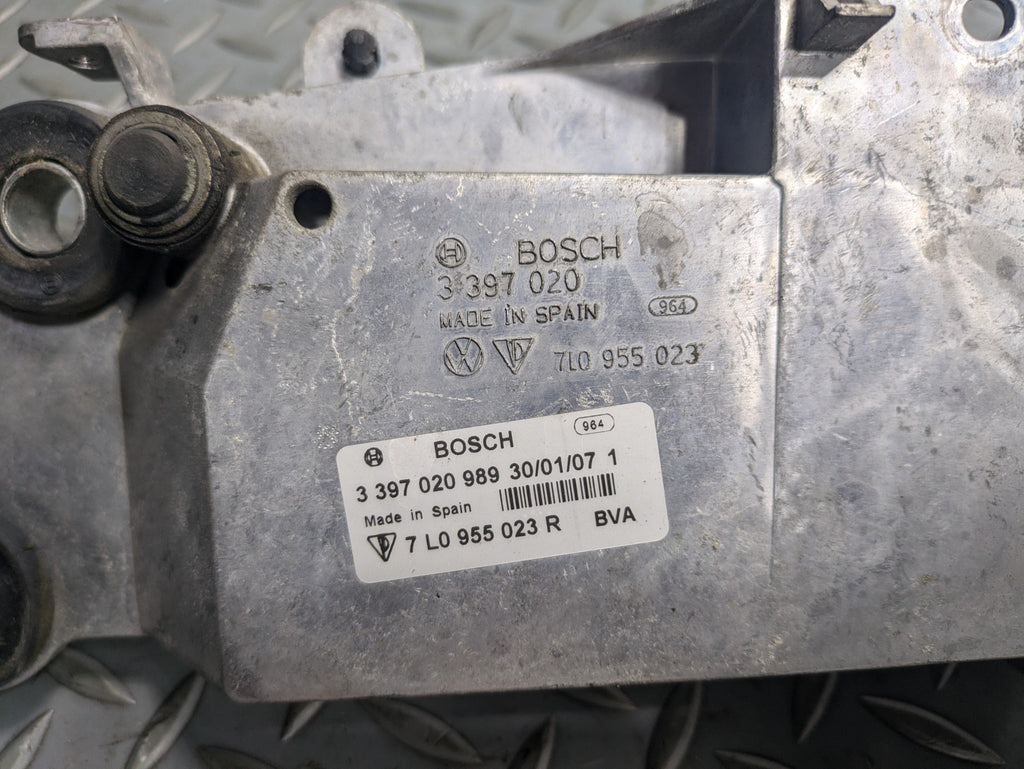 BOSCH
3 397 020
MADE IN SPAIN 964
VW D 7L0 955 023
BOSCH 964
3 397 020 989 30/01/07 1
Made in Spain
D 7 L0 955 023 R BVA